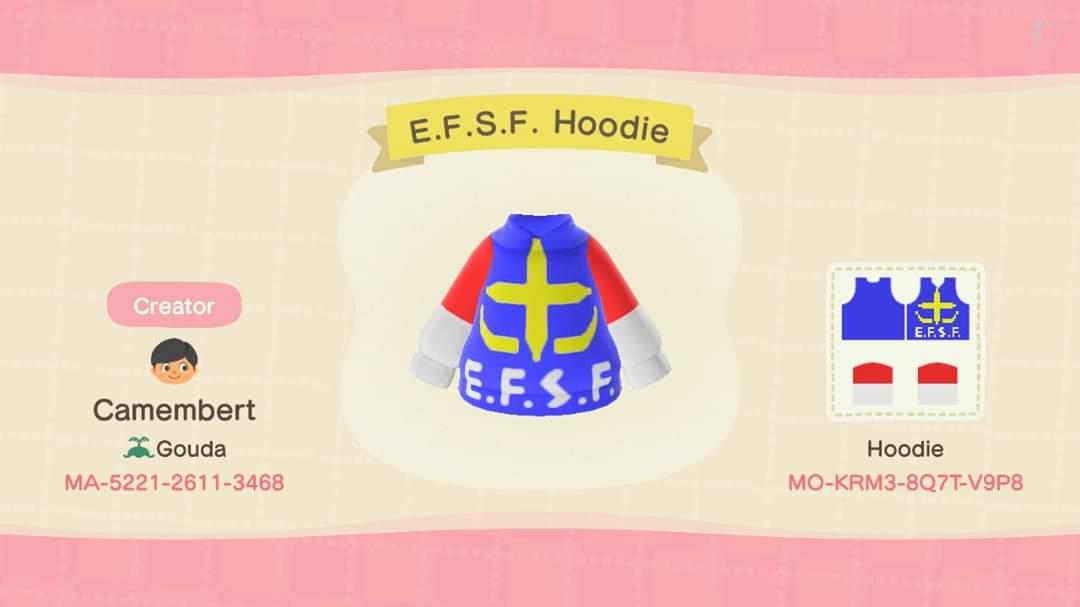 E.F.S.F. Hoodie
Creator
Camembert
Gouda
MA-5221-2611-3468
E.F.S.F.
E.F.S.F.
Hoodie
MO-KRM3-8Q7T-V9P8